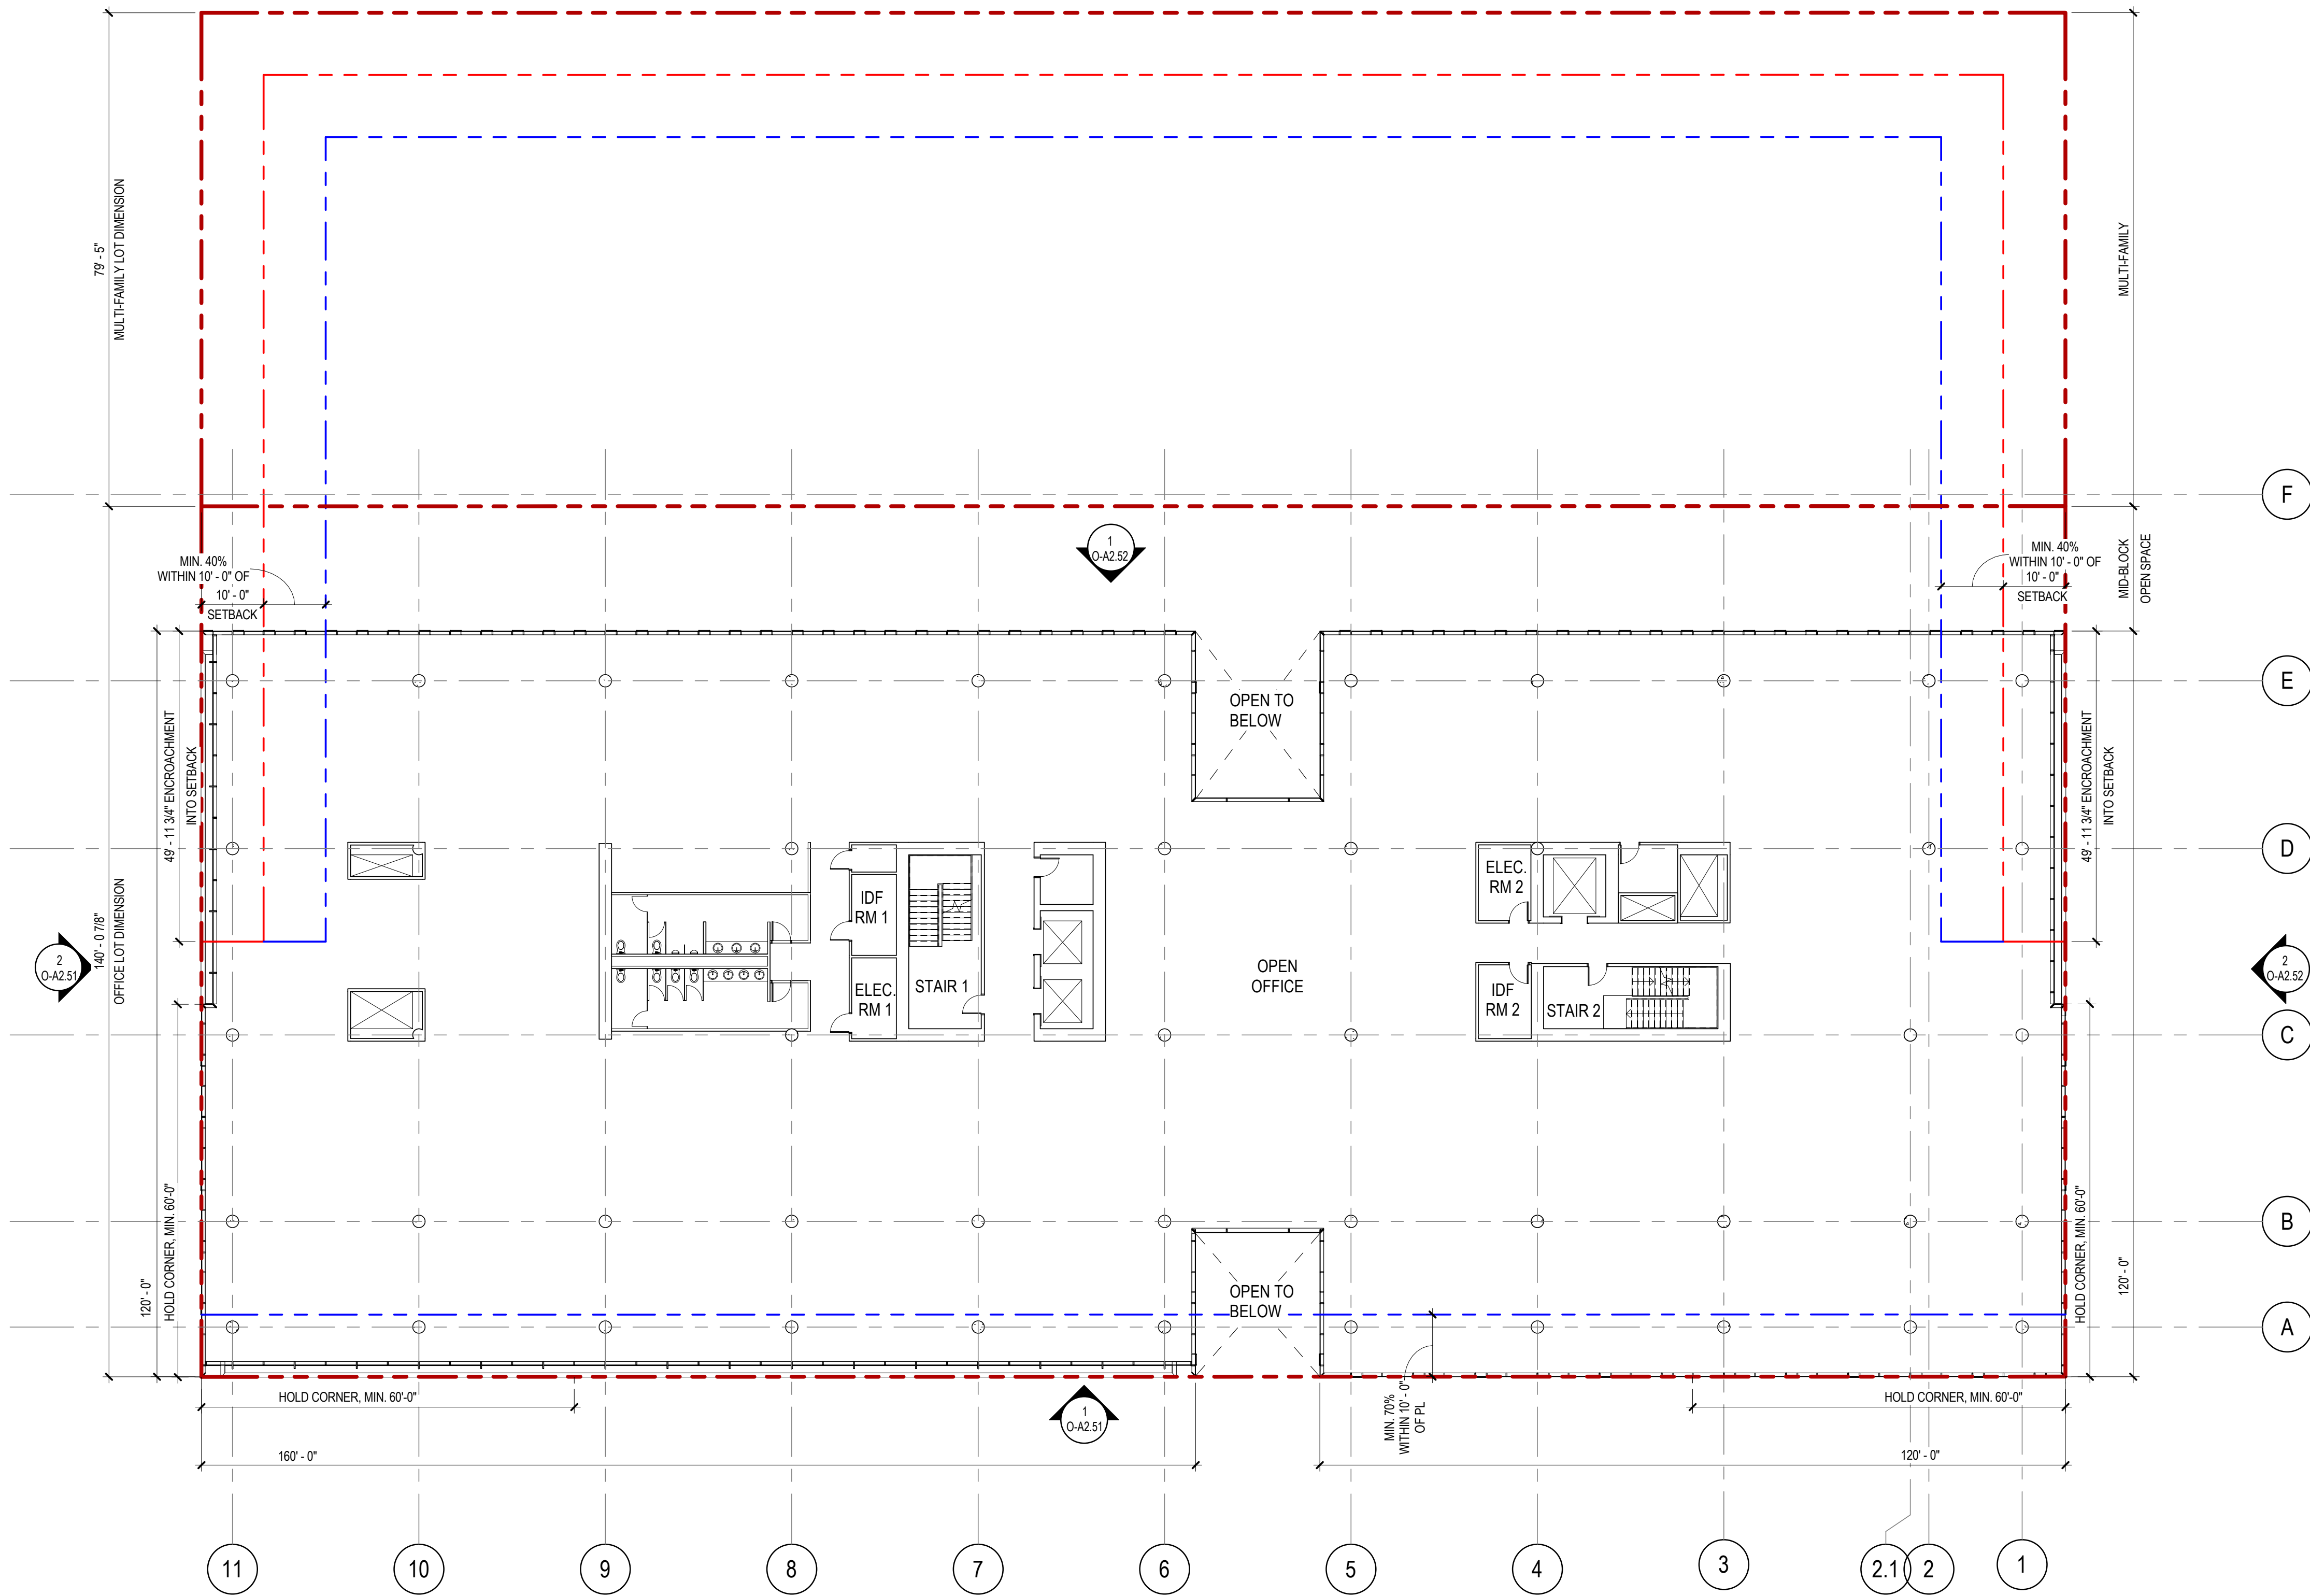 79' - 5"
MULTI-FAMILY LOT DIMENSION
MULTI-FAMILY
F
MIN. 40%
WITHIN 10' - 0" OF
10' - 0"
SETBACK
1
O-A2.52
MIN. 40%
WITHIN 10' - 0" OF
10' - 0"
SETBACK
MID-BLOCK
OPEN SPACE
E
OPEN TO
BELOW
49' - 11 3/4" ENCROACHMENT
INTO SETBACK
49' - 11 3/4" ENCROACHMENT
INTO SETBACK
D
140' - 0 7/8"
OFFICE LOT DIMENSION
IDF
RM 1
ELEC.
RM 2
2
O-A2.51
ELEC.
RM 1
STAIR 1
OPEN
OFFICE
IDF
RM 2
STAIR 2
2
O-A2.52
C
120' - 0"
HOLD CORNER, MIN. 60'-0"
HOLD CORNER, MIN. 60'-0"
120' - 0"
B
OPEN TO
BELOW
A
HOLD CORNER, MIN. 60'-0"
1
O-A2.51
MIN. 70%
WITHIN 10' - 0"
OF PL
HOLD CORNER, MIN. 60'-0"
160' - 0"
120' - 0"
11
10
9
8
7
6
5
4
3
2.1
2
1